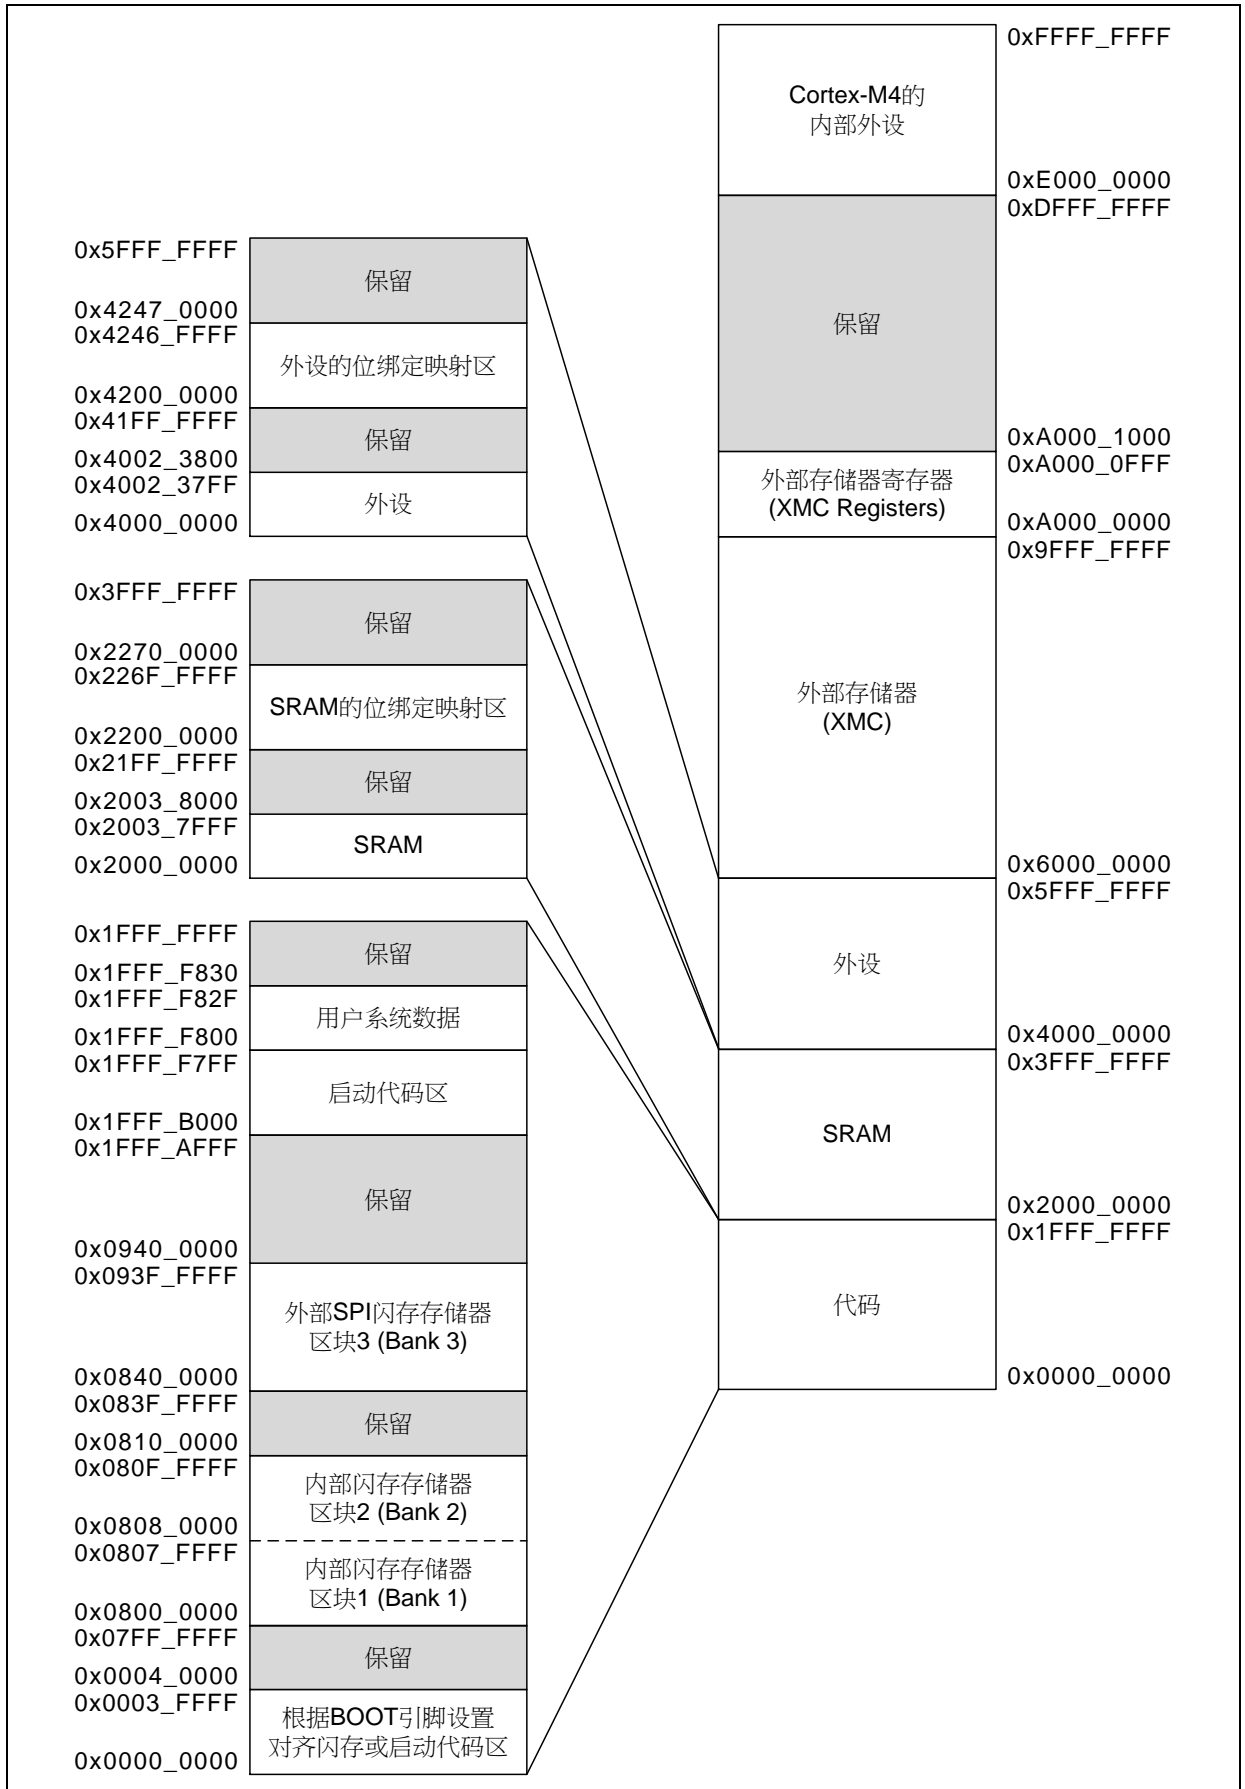 0xFFFF_FFFF
Cortex-M4的
内部外设
0xE000_0000
0xDFFF_FFFF
保留
0xA000_1000
0xA000_0FFF
外部存储器寄存器
(XMC Registers)
0xA000_0000
0x9FFF_FFFF
外部存储器
(XMC)
0x6000_0000
0x5FFF_FFFF
外设
0x4000_0000
0x3FFF_FFFF
SRAM
0x2000_0000
0x1FFF_FFFF
代码
0x0000_0000
0x5FFF_FFFF
保留
0x4247_0000
0x4246_FFFF
外设的位绑定映射区
0x4200_0000
0x41FF_FFFF
保留
0x4002_3800
0x4002_37FF
外设
0x4000_0000
0x3FFF_FFFF
保留
0x2270_0000
0x226F_FFFF
SRAM的位绑定映射区
0x2200_0000
0x21FF_FFFF
保留
0x2003_8000
0x2003_7FFF
SRAM
0x2000_0000
0x1FFF_FFFF
保留
0x1FFF_F830
0x1FFF_F82F
用户系统数据
0x1FFF_F800
0x1FFF_F7FF
启动代码区
0x1FFF_B000
0x1FFF_AFFF
保留
0x0940_0000
0x093F_FFFF
外部SPI闪存存储器
区块3 (Bank 3)
0x0840_0000
0x083F_FFFF
保留
0x0810_0000
0x080F_FFFF
内部闪存存储器
区块2 (Bank 2)
0x0808_0000
0x0807_FFFF
内部闪存存储器
区块1 (Bank 1)
0x0800_0000
0x07FF_FFFF
保留
0x0004_0000
0x0003_FFFF
根据BOOT引脚设置
对齐闪存或启动代码区
0x0000_0000